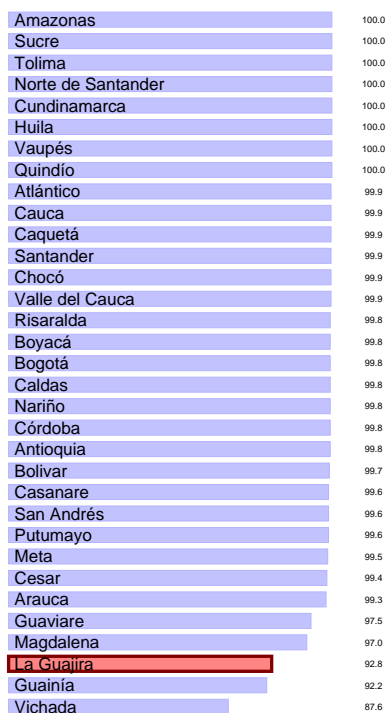 Amazonas 100.0
Sucre 100.0
Tolima 100.0
Norte de Santander 100.0
Cundinamarca 100.0
Huila 100.0
Vaupés 100.0
Quindío 100.0
Atlántico 99.9
Cauca 99.9
Caquetá 99.9
Santander 99.9
Chocó 99.9
Valle del Cauca 99.9
Risaralda 99.8
Boyacá 99.8
Bogotá 99.8
Caldas 99.8
Nariño 99.8
Córdoba 99.8
Antioquia 99.8
Bolivar 99.7
Casanare 99.6
San Andrés 99.6
Putumayo 99.6
Meta 99.5
Cesar 99.4
Arauca 99.3
Guaviare 97.5
Magdalena 97.0
La Guajira 92.8
Guainía 92.2
Vichada 87.6